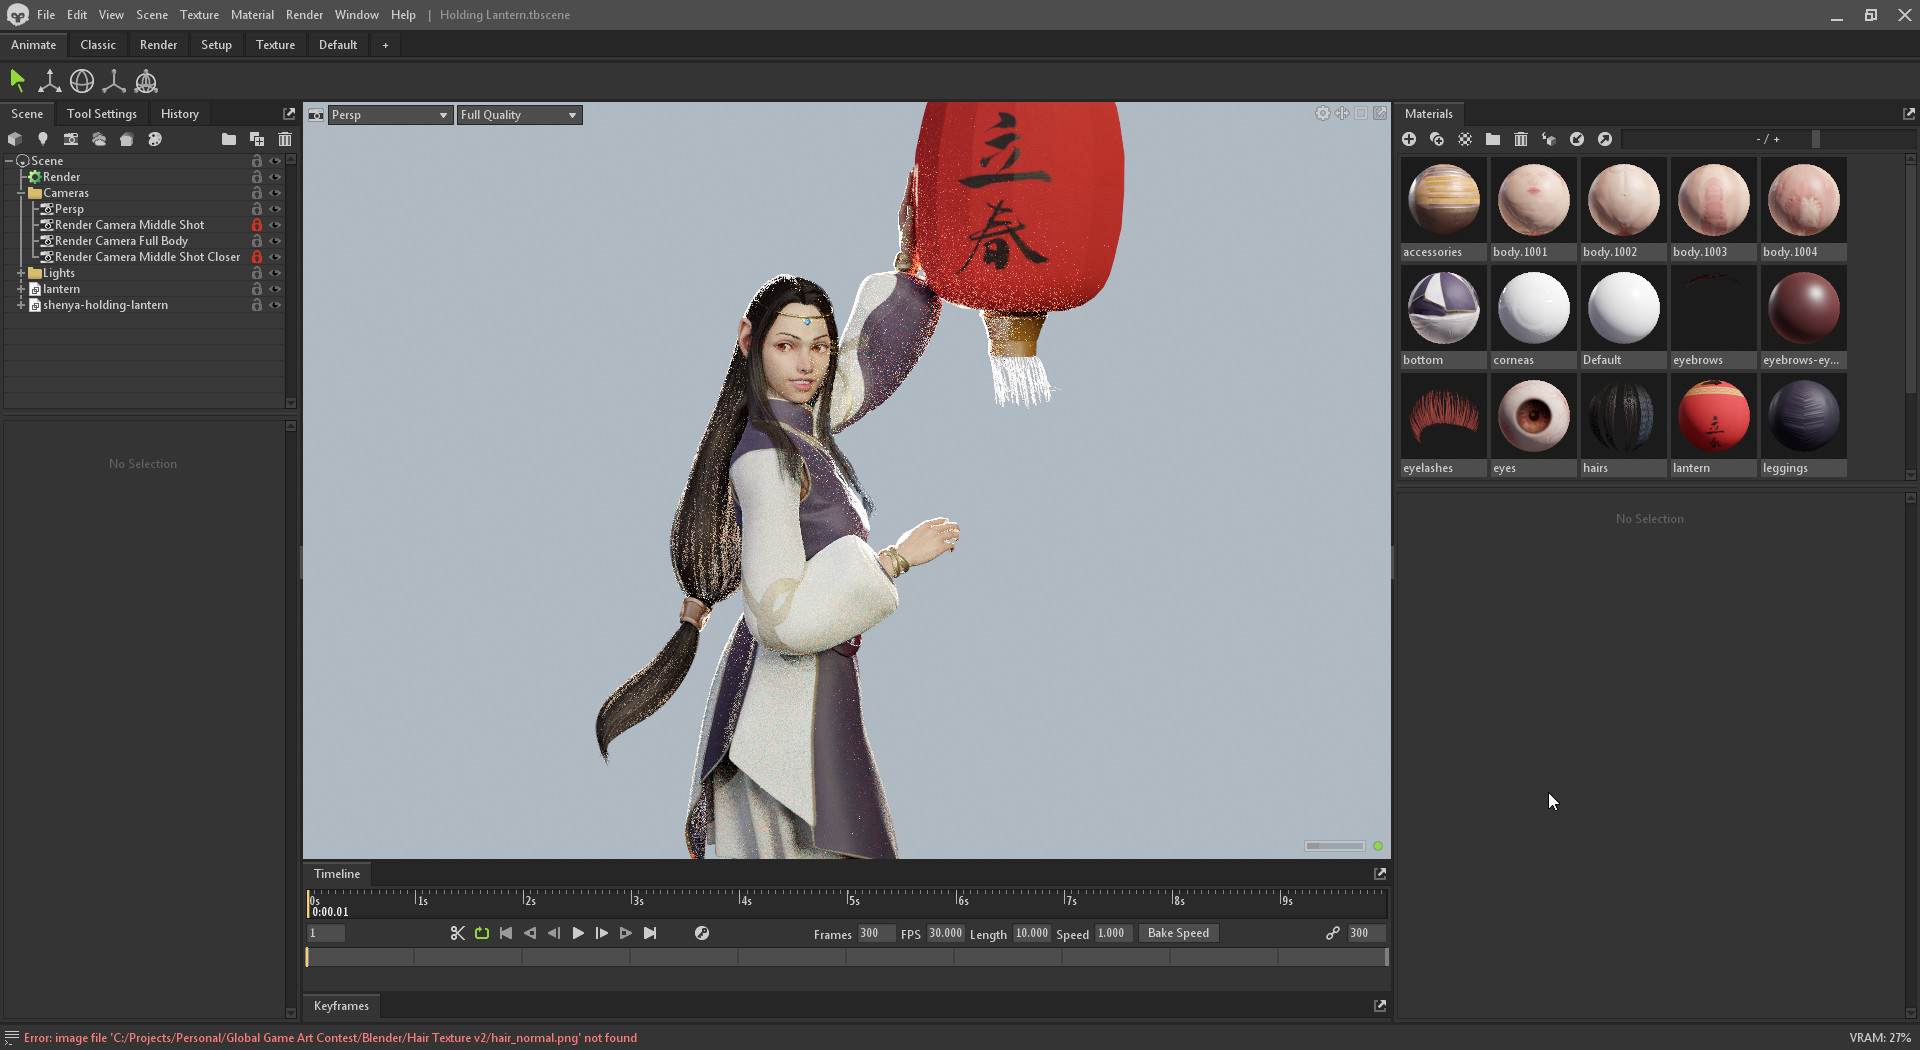 File Edit View Scene Texture Material Render Window Help | Holding Lantern.tbscene
Animate Classic Render Setup Texture Default +
Scene Tool Settings History
Persp Full Quality
Materials
- / +
Scene
Render
Cameras
Persp
Render Camera Middle Shot
Render Camera Full Body
Render Camera Middle Shot Closer
Lights
lantern
shenya-holding-lantern
No Selection
立
春
accessories body.1001 body.1002 body.1003 body.1004
bottom corneas Default eyebrows eyebrows-ey...
eyelashes eyes hairs lantern leggings
立
春
No Selection
Timeline
0s 1s 2s 3s 4s 5s 6s 7s 8s 9s
0:00.01
1 Frames 300 FPS 30.000 Length 10.000 Speed 1.000 Bake Speed 300
Keyframes
Error: image file 'C:/Projects/Personal/Global Game Art Contest/Blender/Hair Texture v2/hair_normal.png' not found
VRAM: 27%